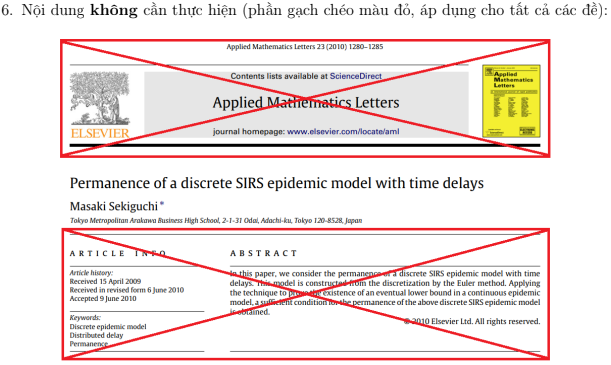 6. Nội dung không cần thực hiện (phần gạch chéo màu đỏ, áp dụng cho tất cả các đề):
Applied Mathematics Letters 23 (2010) 1280–1285
Contents lists available at ScienceDirect
Applied Mathematics Letters
journal homepage: www.elsevier.com/locate/aml
ELSEVIER
Applied
Mathematics
Letters
Permanence of a discrete SIRS epidemic model with time delays
Masaki Sekiguchi*
Tokyo Metropolitan Arakawa Business High School, 2-1-31 Odai, Adachi-ku, Tokyo 120-8528, Japan
ARTICLE INFO
Article history:
Received 15 April 2009
Received in revised form 6 June 2010
Accepted 9 June 2010
Keywords:
Discrete epidemic model
Distributed delay
Permanence
ABSTRACT
In this paper, we consider the permanence of a discrete SIRS epidemic model with time
delays. This model is constructed from the discretization by the Euler method. Applying
the technique to prove the existence of an eventual lower bound in a continuous epidemic
model, a sufficient condition for the permanence of the above discrete SIRS epidemic model
is obtained.
© 2010 Elsevier Ltd. All rights reserved.